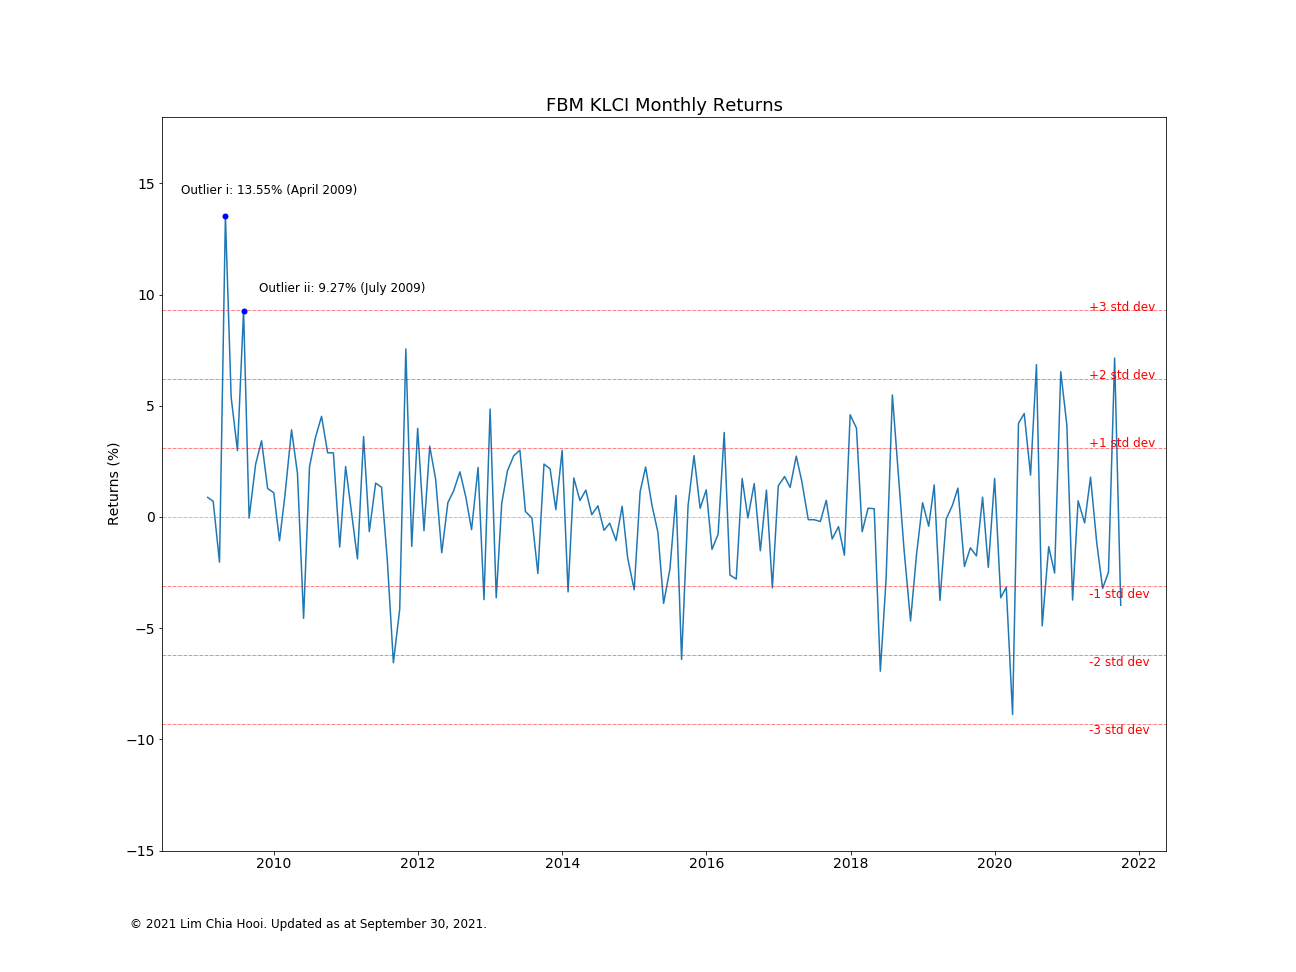 FBM KLCI Monthly Returns
15
Outlier i: 13.55% (April 2009)
Outlier ii: 9.27% (July 2009)
10
+3 std dev
+2 std dev
5
+1 std dev
Returns (%)
0
-1 std dev
−5
-2 std dev
-3 std dev
−10
−15
2010 2012 2014 2016 2018 2020 2022
© 2021 Lim Chia Hooi. Updated as at September 30, 2021.